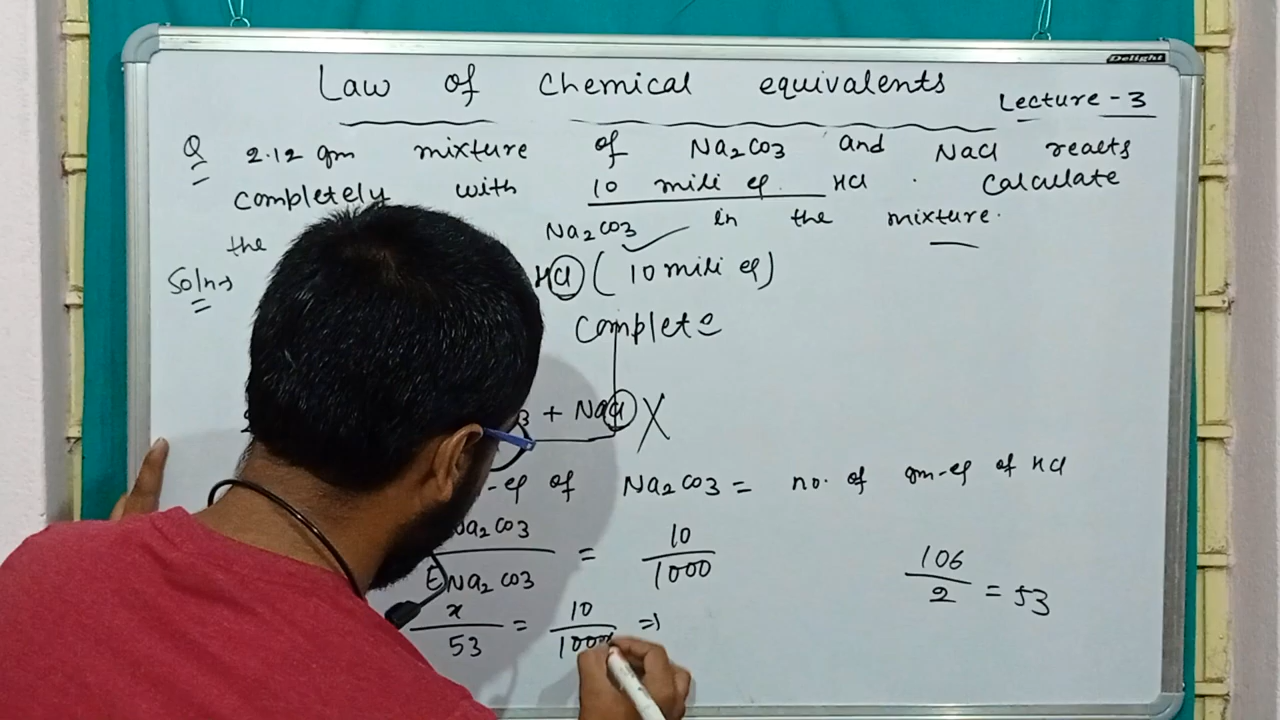 Delight
Law of Chemical equivalents
Lecture - 3
Q 2.12 gm mixture of Na2CO3 and NaCl reacts
completely with 10 mili eq. HCl. Calculate
the Na2CO3 in the mixture.
Soln→ HCl (10 mili eq)
Complete
3 + NaCl X
-eq of Na2CO3 = no. of gm-eq of HCl
Na2CO3 / ENa2CO3 = 10/1000
106/2 = 53
x/53 = 10/1000 ⇒